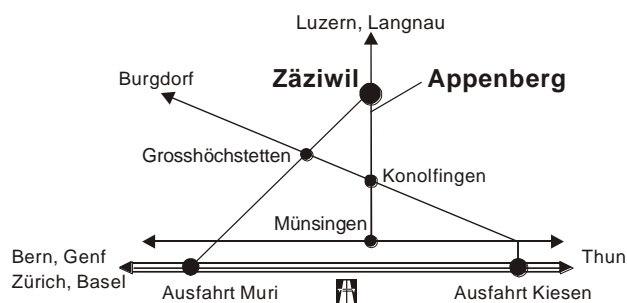 Luzern, Langnau
Burgdorf
Zäziwil
Appenberg
Grosshöchstetten
Konolfingen
Münsingen
Bern, Genf
Zürich, Basel
Thun
Ausfahrt Muri
Ausfahrt Kiesen